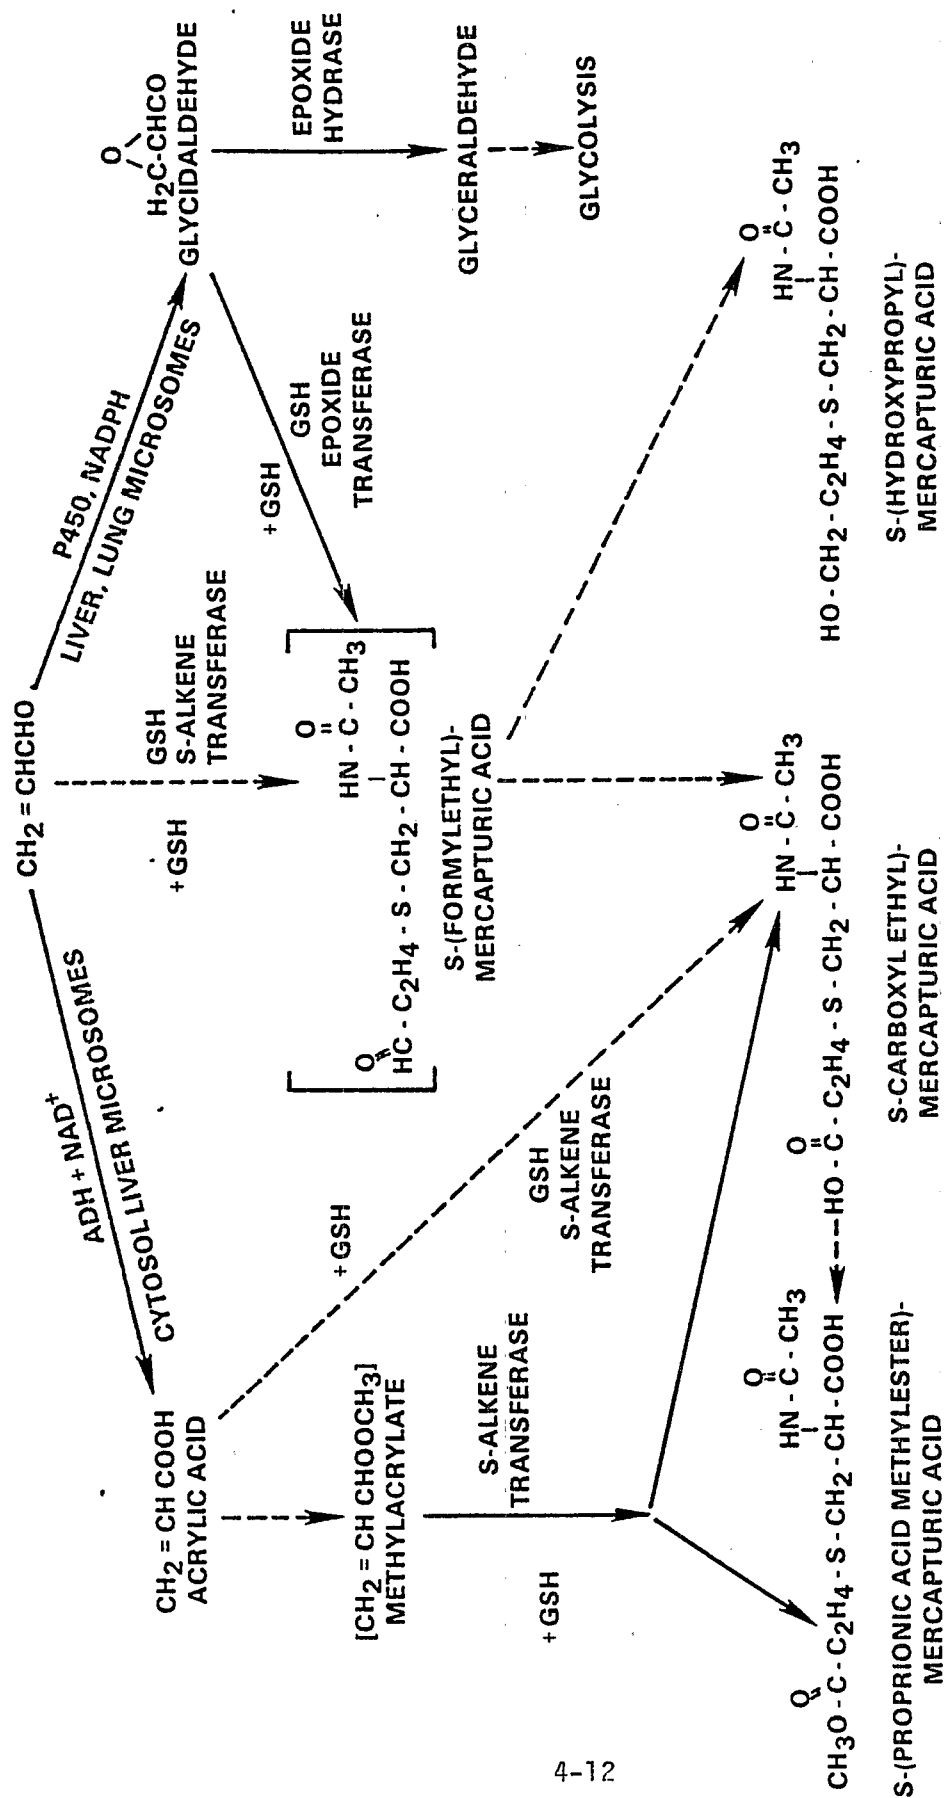 CH2 = CHCHO
ADH + NAD+
CYTOSOL LIVER MICROSOMES
+GSH
GSH
S-ALKENE
TRANSFERASE
P450, NADPH
LIVER, LUNG MICROSOMES
O
H2C-CHCO
GLYCIDALDEHYDE
CH2 = CH COOH
ACRYLIC ACID
+GSH
GSH
EPOXIDE
TRANSFERASE
EPOXIDE
HYDRASE
O
HN - C - CH3
O
HC - C2H4 - S - CH2 - CH - COOH
S-(FORMYLETHYL)-
MERCAPTURIC ACID
GLYCERALDEHYDE
GLYCOLYSIS
[CH2 = CH CHOOCH3]
METHYLACRYLATE
+GSH
GSH
S-ALKENE
TRANSFERASE
S-ALKENE
TRANSFERASE
+GSH
O
HN - C - CH3
O
CH3O - C - C2H4 - S - CH2 - CH - COOH
S-(PROPRIONIC ACID METHYLESTER)-
MERCAPTURIC ACID
O
HN - C - CH3
O
HO - C - C2H4 - S - CH2 - CH - COOH
S-CARBOXYL ETHYL)-
MERCAPTURIC ACID
O
HN - C - CH3
HO - CH2 - C2H4 - S - CH2 - CH - COOH
S-(HYDROXYPROPYL)-
MERCAPTURIC ACID
4-12